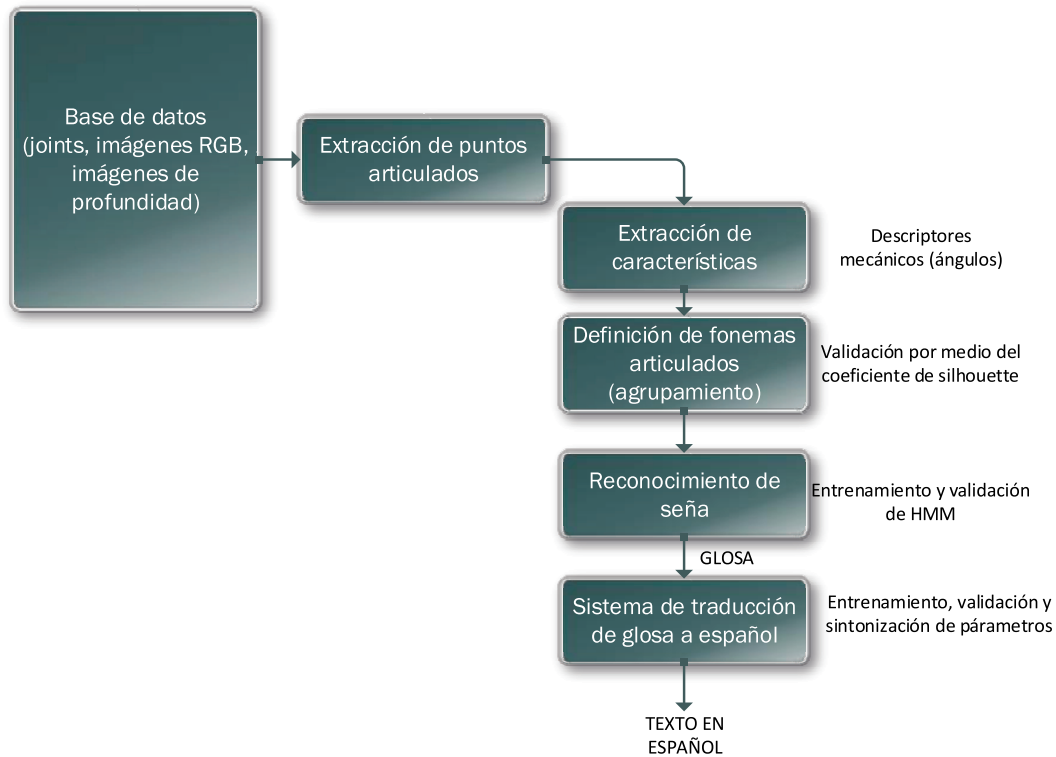 Base de datos
(joints, imágenes RGB,
imágenes de
profundidad)
Extracción de puntos
articulados
Extracción de
características
Descriptores
mecánicos (ángulos)
Definición de fonemas
articulados
(agrupamiento)
Validación por medio del
coeficiente de silhouette
Reconocimiento de
seña
Entrenamiento y validación
de HMM
GLOSA
Sistema de traducción
de glosa a español
Entrenamiento, validación y
sintonización de párametros
TEXTO EN
ESPAÑOL